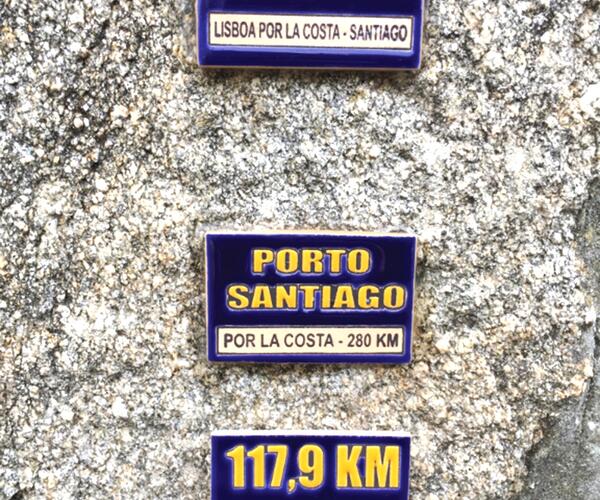 LISBOA POR LA COSTA - SANTIAGO
PORTO
SANTIAGO
POR LA COSTA - 280 KM
117,9 KM